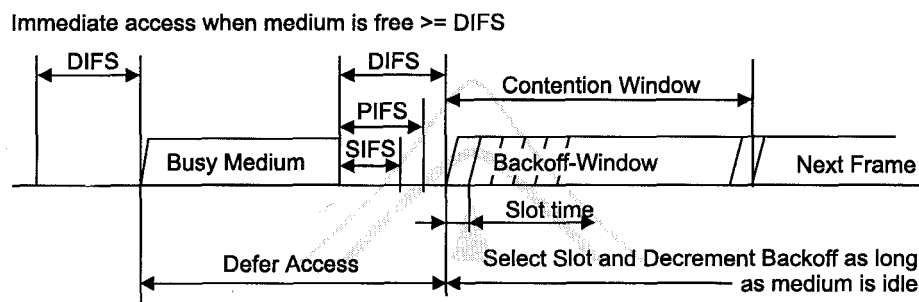 Immediate access when medium is free >= DIFS
DIFS
DIFS
Contention Window
PIFS
SIFS
Busy Medium
Backoff-Window
Next Frame
Slot time
Defer Access
Select Slot and Decrement Backoff as long
as medium is idle